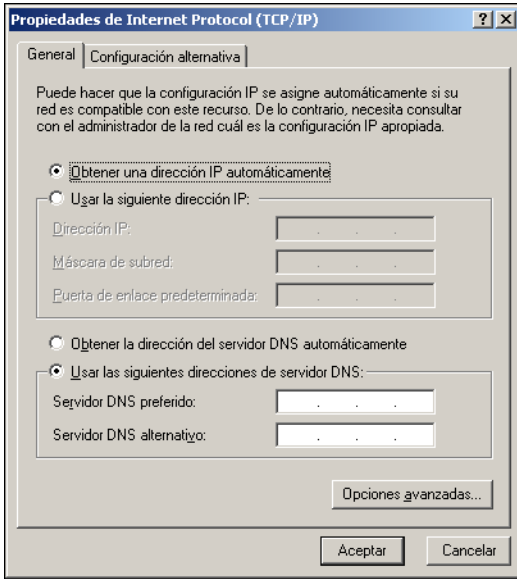 Propiedades de Internet Protocol (TCP/IP)
General
Configuración alternativa
Puede hacer que la configuración IP se asigne automáticamente si su
red es compatible con este recurso. De lo contrario, necesita consultar
con el administrador de la red cuál es la configuración IP apropiada.
Obtener una dirección IP automáticamente
Usar la siguiente dirección IP:
Dirección IP:
Máscara de subred:
Puerta de enlace predeterminada:
Obtener la dirección del servidor DNS automáticamente
Usar las siguientes direcciones de servidor DNS:
Servidor DNS preferido:
Servidor DNS alternativo:
Opciones avanzadas...
Aceptar
Cancelar